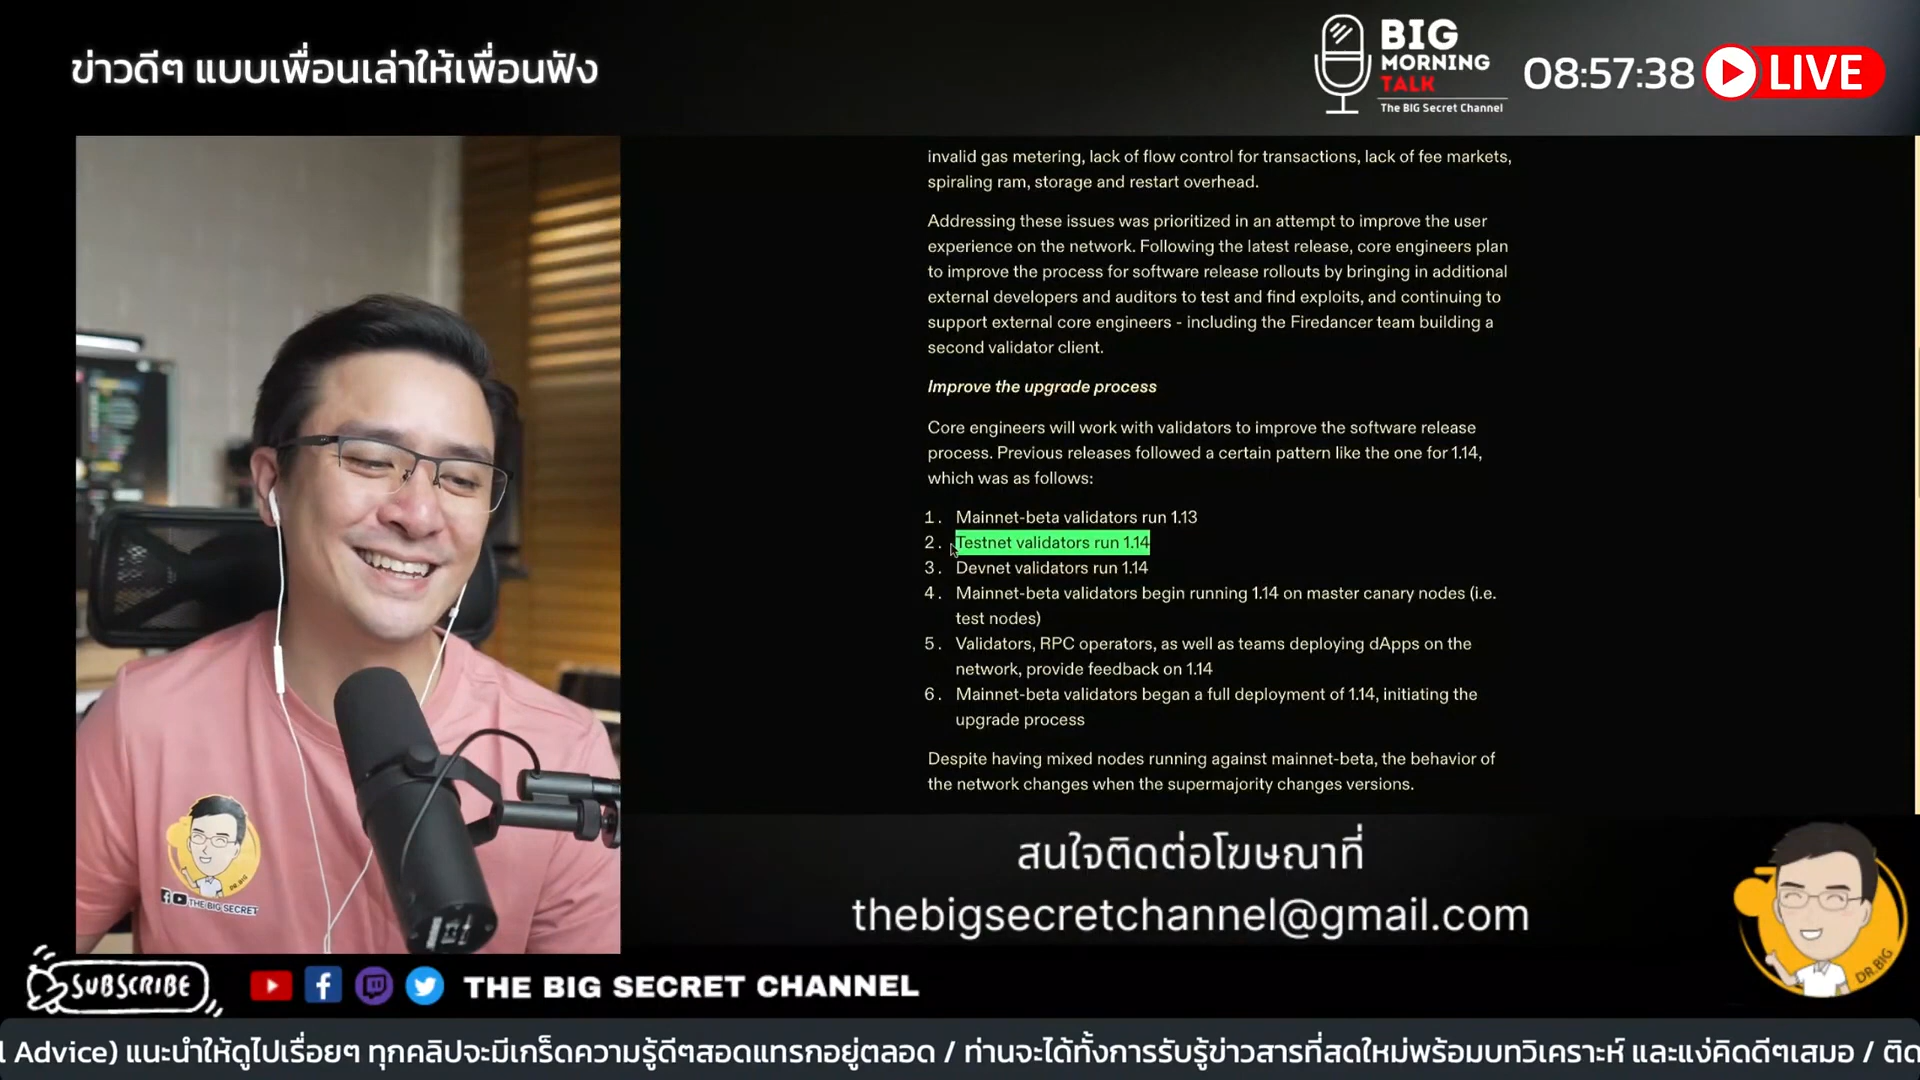 ข่าวดีๆ แบบเพื่อนเล่าให้เพื่อนฟัง
BIG
MORNING
TALK
The BIG Secret Channel
08:57:38
LIVE
invalid gas metering, lack of flow control for transactions, lack of fee markets,
spiraling ram, storage and restart overhead.
Addressing these issues was prioritized in an attempt to improve the user
experience on the network. Following the latest release, core engineers plan
to improve the process for software release rollouts by bringing in additional
external developers and auditors to test and find exploits, and continuing to
support external core engineers - including the Firedancer team building a
second validator client.
Improve the upgrade process
Core engineers will work with validators to improve the software release
process. Previous releases followed a certain pattern like the one for 1.14,
which was as follows:
1. Mainnet-beta validators run 1.13
2. Testnet validators run 1.14
3. Devnet validators run 1.14
4. Mainnet-beta validators begin running 1.14 on master canary nodes (i.e.
test nodes)
5. Validators, RPC operators, as well as teams deploying dApps on the
network, provide feedback on 1.14
6. Mainnet-beta validators began a full deployment of 1.14, initiating the
upgrade process
Despite having mixed nodes running against mainnet-beta, the behavior of
the network changes when the supermajority changes versions.
DR.BIG
THE BIG SECRET
สนใจติดต่อโฆษณาที่
thebigsecretchannel@gmail.com
DR.BIG
SUBSCRIBE
THE BIG SECRET CHANNEL
l Advice) แนะนำให้ดูไปเรื่อยๆ ทุกคลิปจะมีเกร็ดความรู้ดีๆสอดแทรกอยู่ตลอด / ท่านจะได้ทั้งการรับรู้ข่าวสารที่สดใหม่พร้อมบทวิเคราะห์ และแง่คิดดีๆเสมอ / ติด